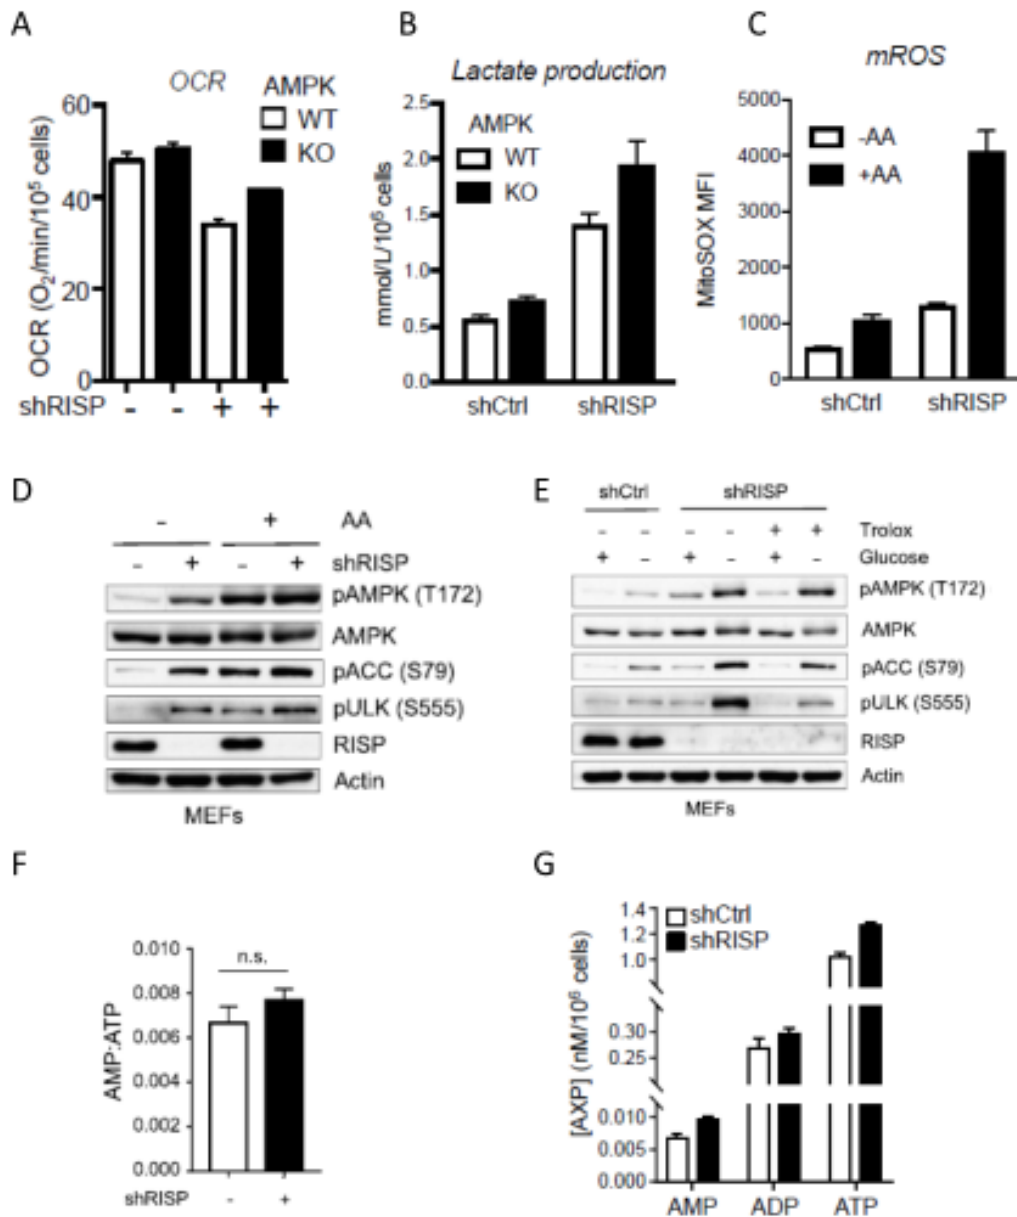 A
OCR
AMPK
WT
KO
60
40
20
0
OCR (O2/min/10^5 cells)
shRISP - - + +
B
Lactate production
AMPK
WT
KO
2.5
2.0
1.5
1.0
0.5
0.0
mmol/L/10^6 cells
shCtrl shRISP
C
mROS
-AA
+AA
5000
4000
3000
2000
1000
0
MitoSOX MFI
shCtrl shRISP
D
- + AA
- + - + shRISP
pAMPK (T172)
AMPK
pACC (S79)
pULK (S555)
RISP
Actin
MEFs
E
shCtrl shRISP
- - - - + + Trolox
+ - + - + - Glucose
pAMPK (T172)
AMPK
pACC (S79)
pULK (S555)
RISP
Actin
MEFs
F
n.s.
0.010
0.008
0.006
0.004
0.002
0.000
AMP:ATP
shRISP - +
G
shCtrl
shRISP
1.4
1.2
1.0
0.30
0.25
0.010
0.005
0.000
[AXP] (nM/10^6 cells)
AMP ADP ATP